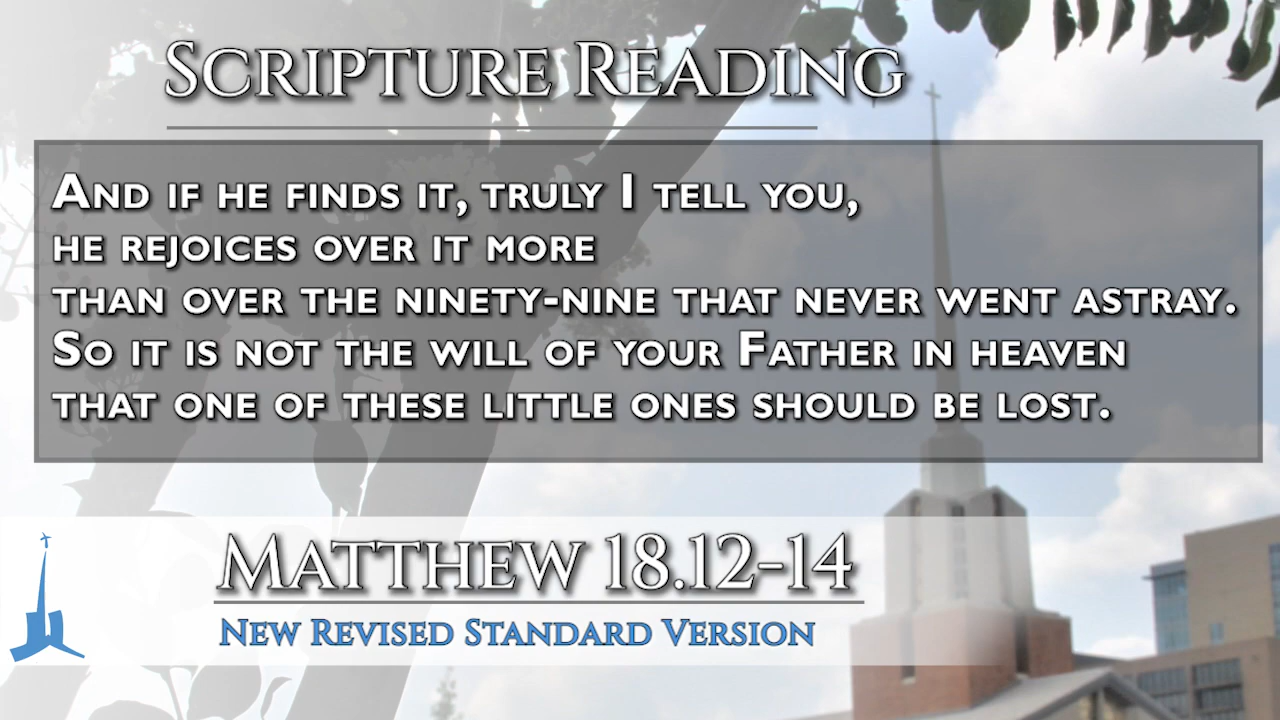 Scripture Reading
And if he finds it, truly I tell you,
he rejoices over it more
than over the ninety-nine that never went astray.
So it is not the will of your Father in heaven
that one of these little ones should be lost.
Matthew 18.12-14
New Revised Standard Version